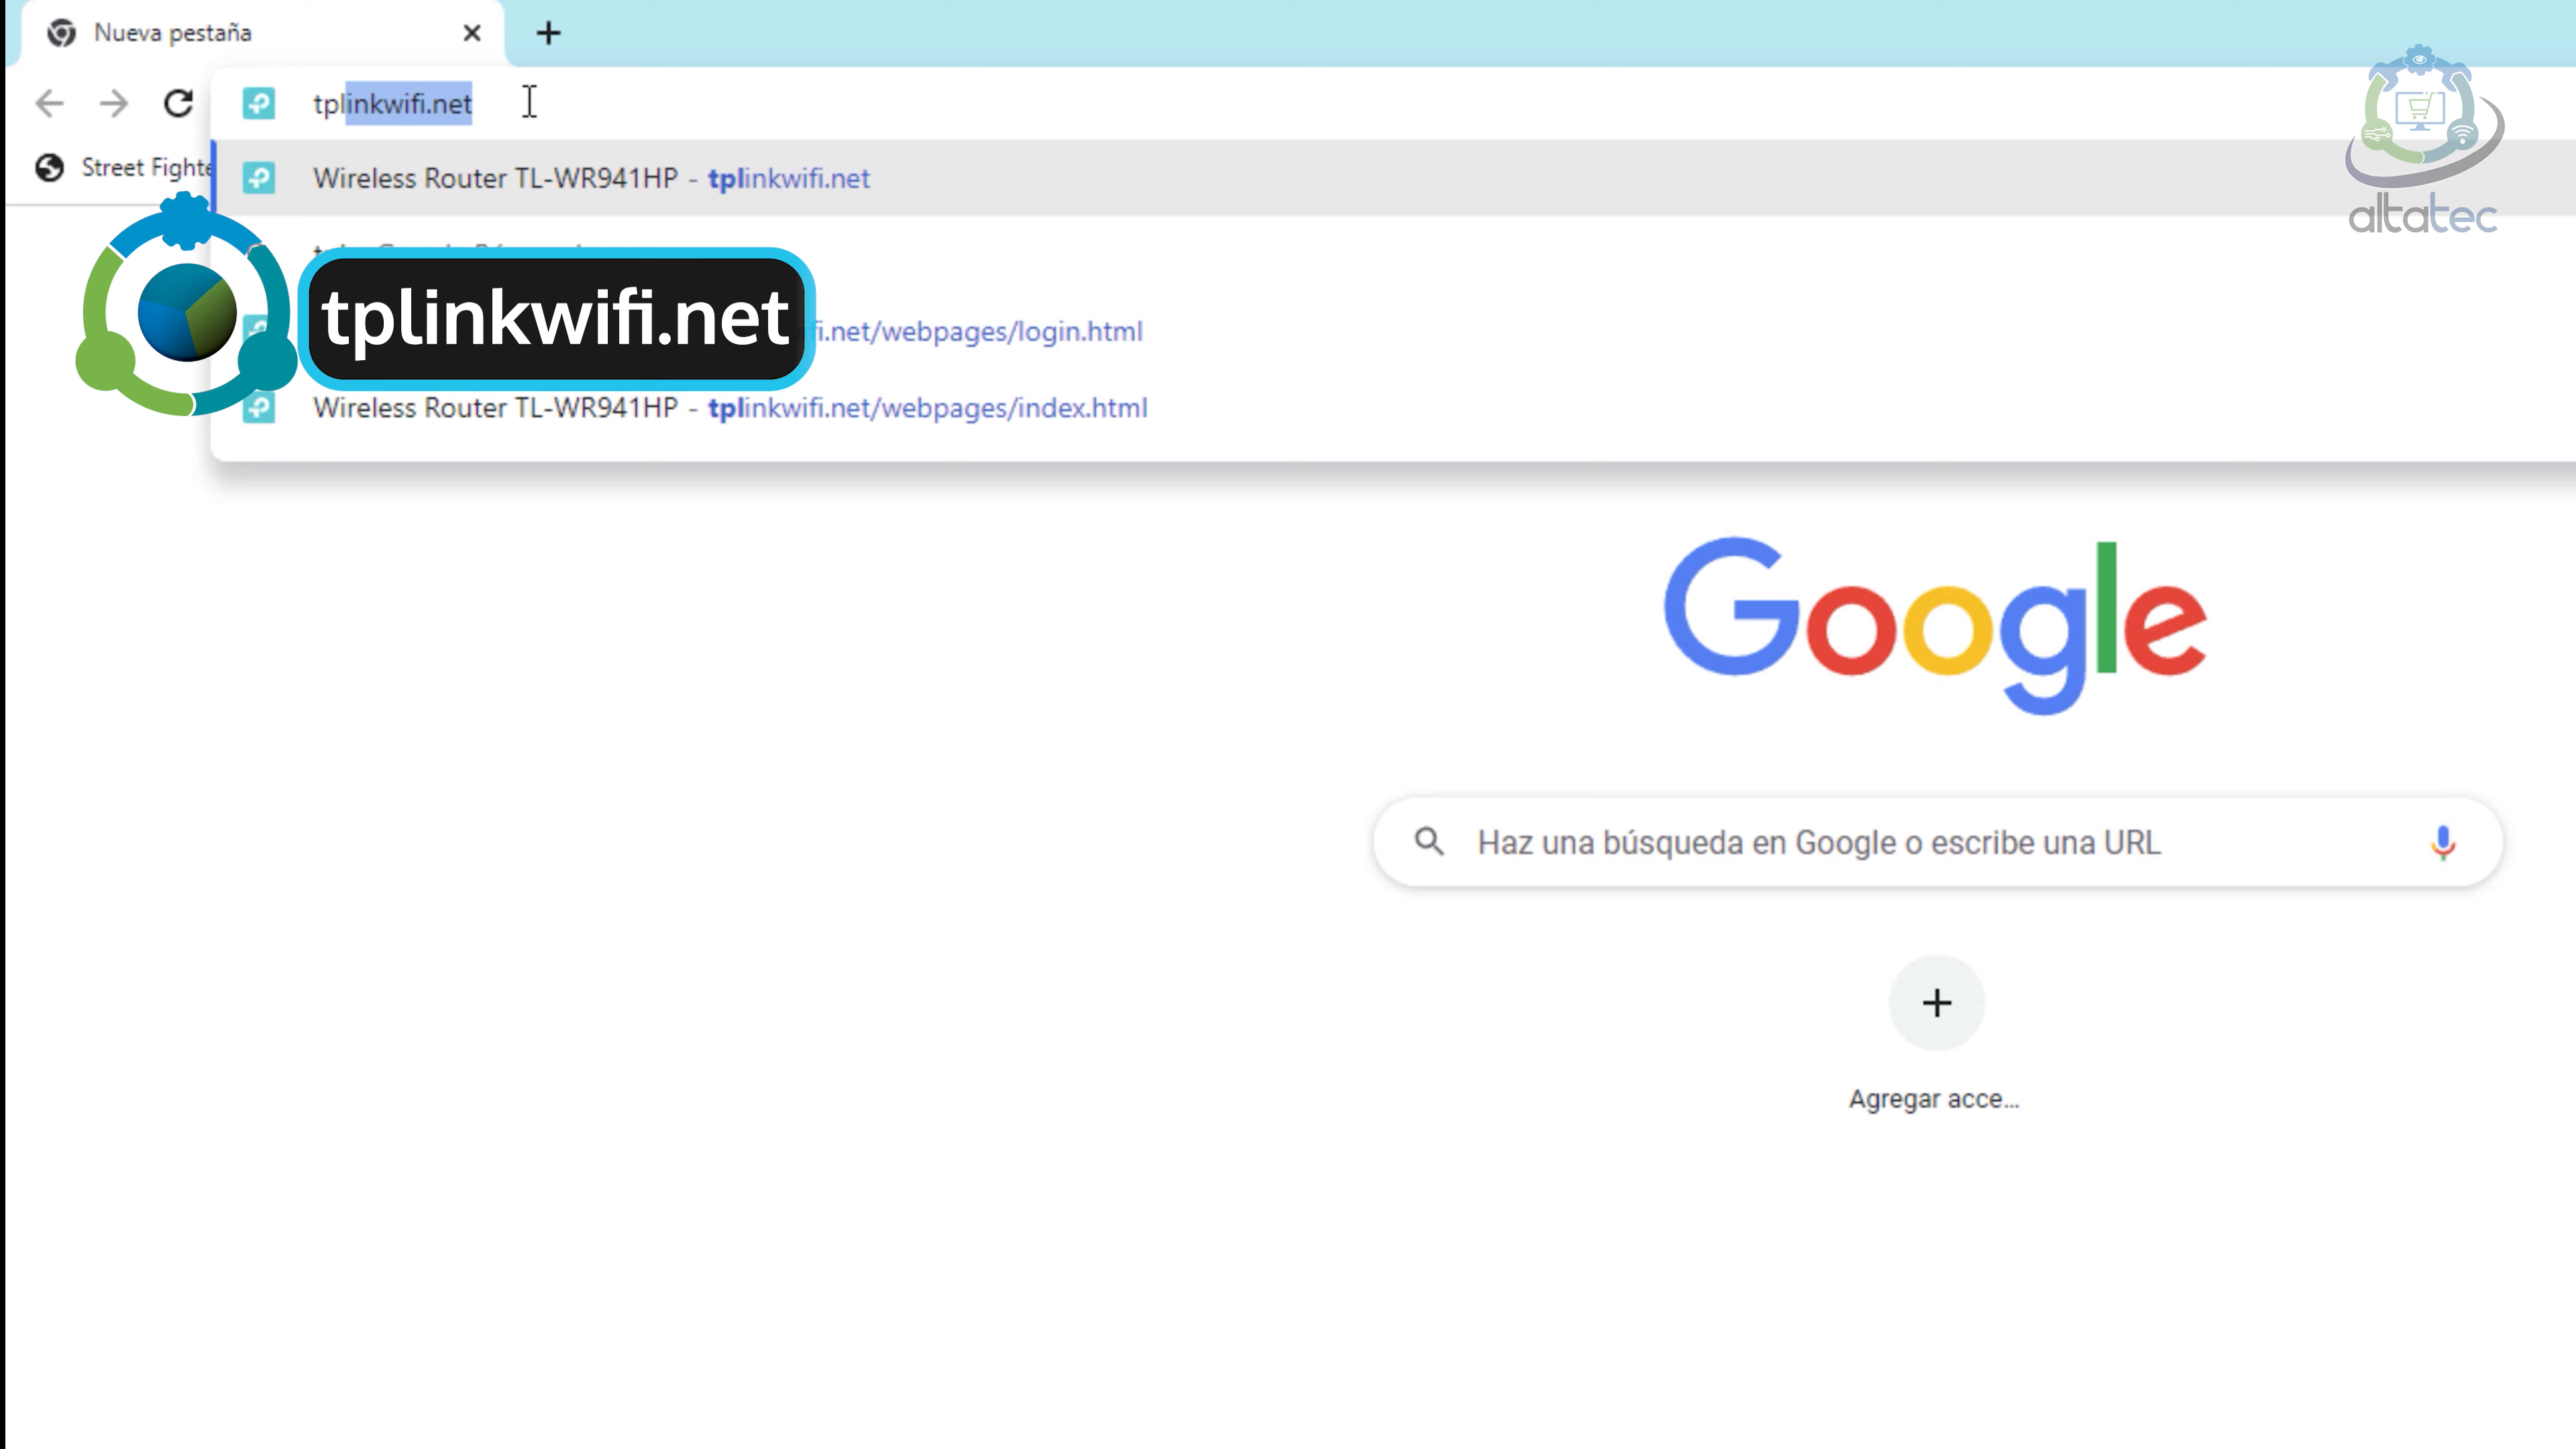 Nueva pestaña
tplinkwifi.net
Street Fighte
Wireless Router TL-WR941HP - tplinkwifi.net
altatec
tplinkwifi.net
fi.net/webpages/login.html
Wireless Router TL-WR941HP - tplinkwifi.net/webpages/index.html
Google
Haz una búsqueda en Google o escribe una URL
Agregar acce...